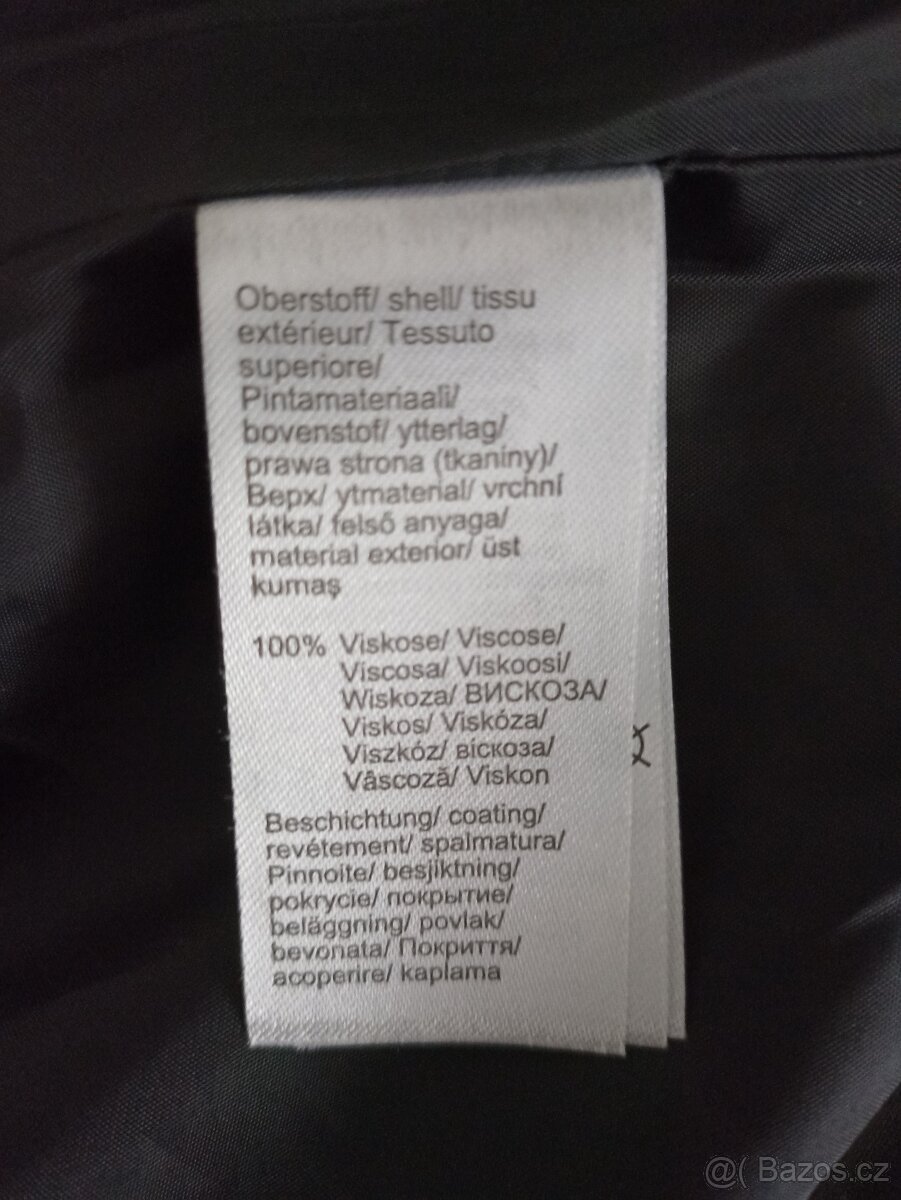 Oberstoff/ shell/ tissu
extérieur/ Tessuto
superiore/
Pintamateriaali/
bovenstof/ ytterlag/
prawa strona (tkaniny)/
Верх/ ytmaterial/ vrchní
látka/ felső anyaga/
material exterior/ üst
kumaş
100% Viskose/ Viscose/
Viscosa/ Viskoosi/
Wiskoza/ ВИСКОЗА/
Viskos/ Viskóza/
Viszkóz/ віскоза/
Vâscoză/ Viskon
Beschichtung/ coating/
revétement/ spalmatura/
Pinnoite/ besjiktning/
pokrycie/ покрытие/
beläggning/ povlak/
bevonata/ Покриття/
acoperire/ kaplama
@( Bazos.cz